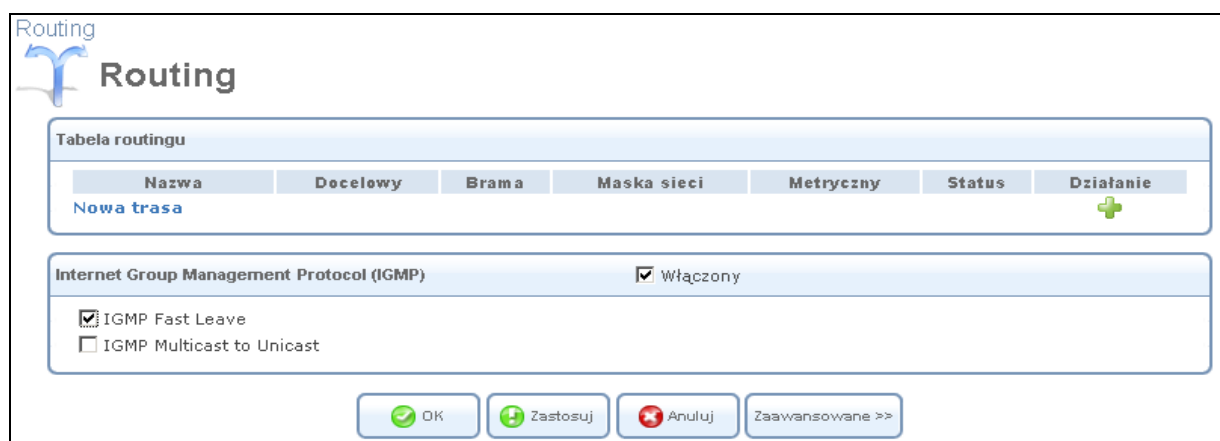 Routing
Routing
Tabela routingu
Nazwa Docelowy Brama Maska sieci Metryczny Status Działanie
Nowa trasa
Internet Group Management Protocol (IGMP) Włączony
IGMP Fast Leave
IGMP Multicast to Unicast
OK Zastosuj Anuluj Zaawansowane >>